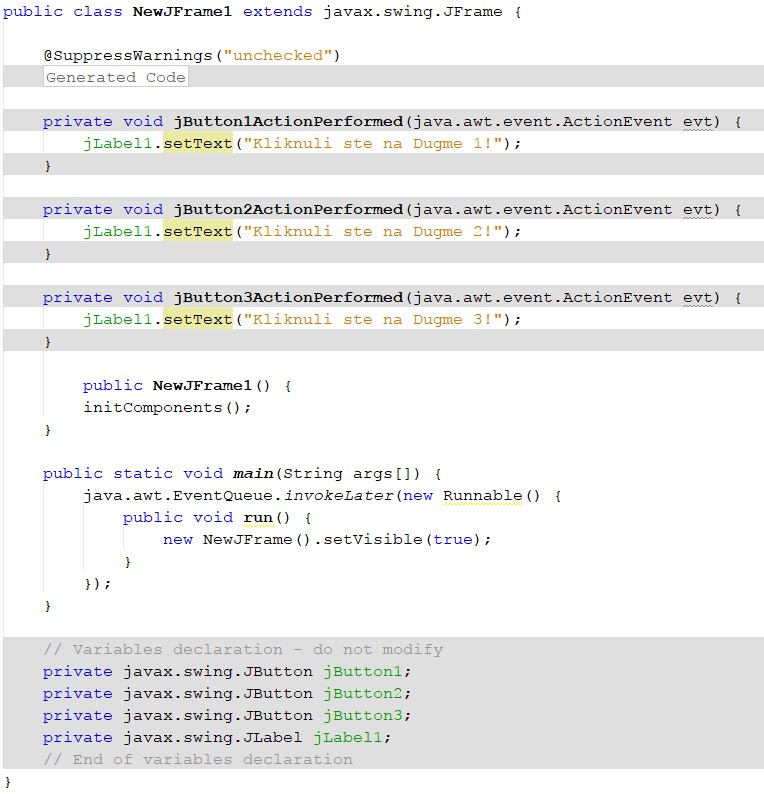 public class NewJFrame1 extends javax.swing.JFrame {
@SuppressWarnings("unchecked")
Generated Code
private void jButton1ActionPerformed(java.awt.event.ActionEvent evt) {
jLabel1.setText("Kliknuli ste na Dugme 1!");
}
private void jButton2ActionPerformed(java.awt.event.ActionEvent evt) {
jLabel1.setText("Kliknuli ste na Dugme 2!");
}
private void jButton3ActionPerformed(java.awt.event.ActionEvent evt) {
jLabel1.setText("Kliknuli ste na Dugme 3!");
}
public NewJFrame1() {
initComponents();
}
public static void main(String args[]) {
java.awt.EventQueue.invokeLater(new Runnable() {
public void run() {
new NewJFrame().setVisible(true);
}
});
}
// Variables declaration - do not modify
private javax.swing.JButton jButton1;
private javax.swing.JButton jButton2;
private javax.swing.JButton jButton3;
private javax.swing.JLabel jLabel1;
// End of variables declaration
}